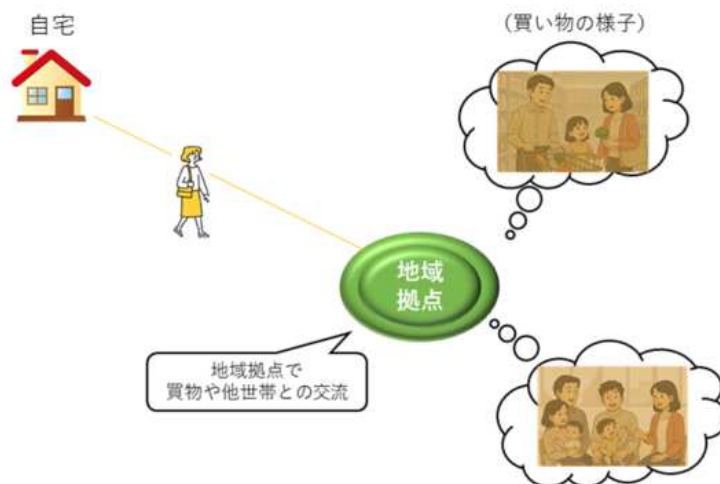 自宅
(買い物の様子)
地域
拠点
地域拠点で
買物や他世帯との交流